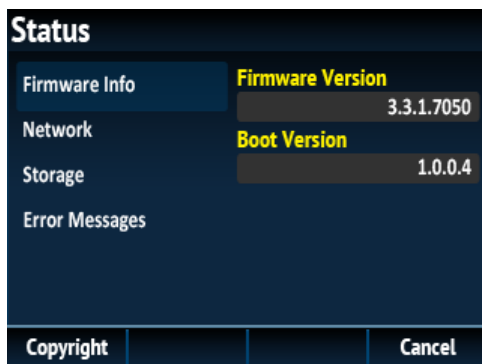 Status
Firmware Info
Network
Storage
Error Messages
Firmware Version
3.3.1.7050
Boot Version
1.0.0.4
Copyright
Cancel